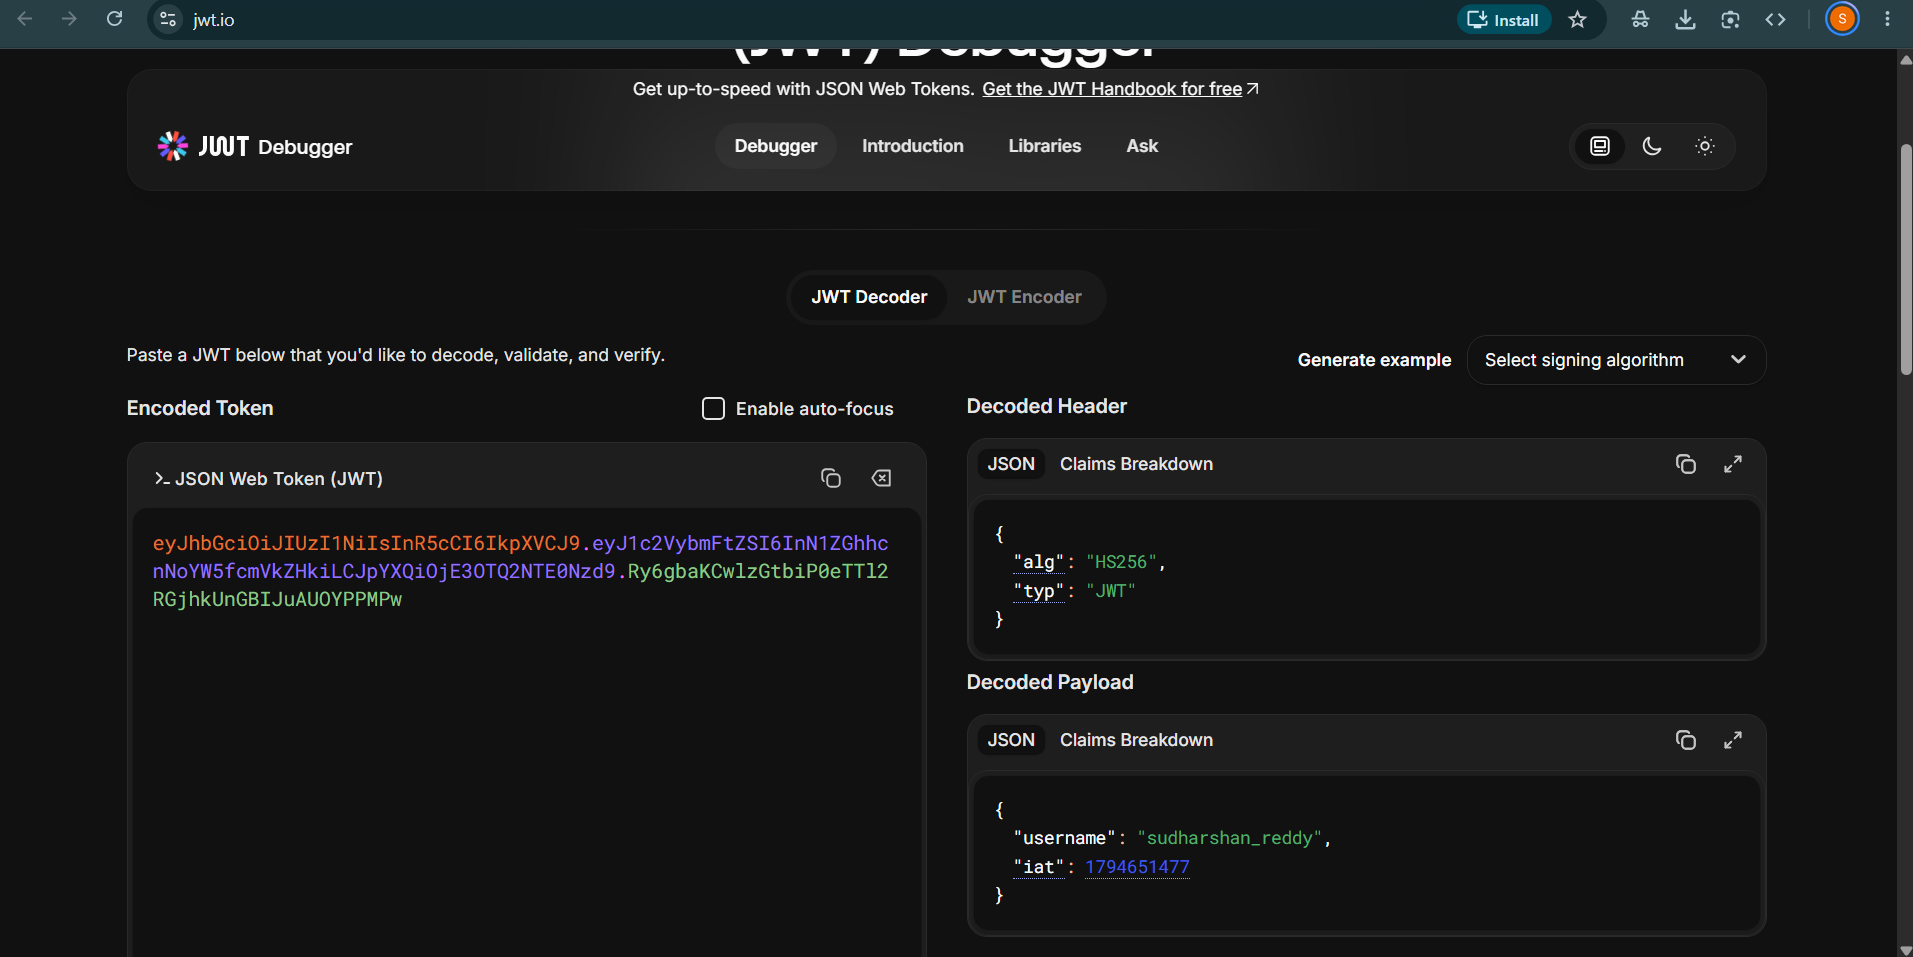 jwt.io
Install
S
(JWT) Debugger
Get up-to-speed with JSON Web Tokens. Get the JWT Handbook for free
JWT Debugger
Debugger
Introduction
Libraries
Ask
JWT Decoder
JWT Encoder
Paste a JWT below that you'd like to decode, validate, and verify.
Generate example
Select signing algorithm
Encoded Token
Enable auto-focus
JSON Web Token (JWT)
eyJhbGciOiJIUzI1NiIsInR5cCI6IkpXVCJ9.eyJ1c2VybmFtZSI6InN1ZGhhc
nNoYW5fcmVkZHkiLCJpYXQiOjE3OTQ2NTE0Nzd9.Ry6gbaKCwlzGtbiP0eTTl2
RGjhkUnGBIJuAUOYPPMPw
Decoded Header
JSON
Claims Breakdown
{
"alg": "HS256",
"typ": "JWT"
}
Decoded Payload
JSON
Claims Breakdown
{
"username": "sudharshan_reddy",
"iat": 1794651477
}